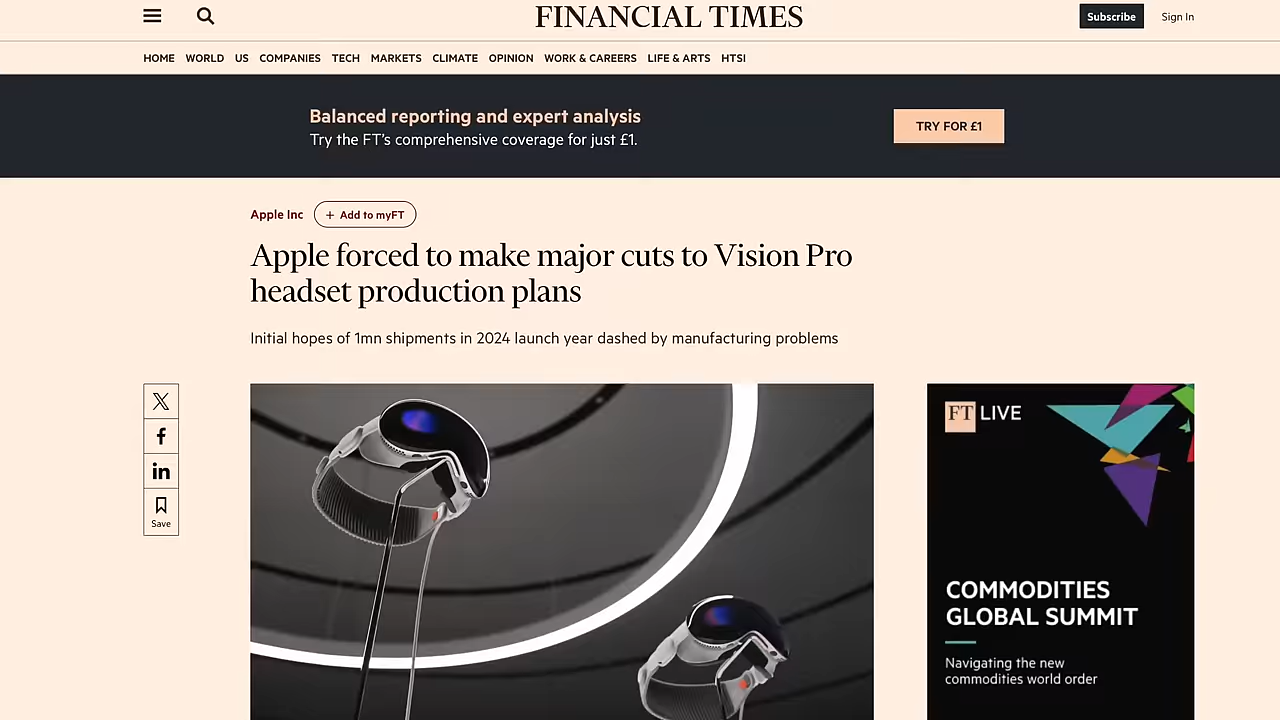 FINANCIAL TIMES
Subscribe
Sign In
HOME WORLD US COMPANIES TECH MARKETS CLIMATE OPINION WORK & CAREERS LIFE & ARTS HTSI
Balanced reporting and expert analysis
Try the FT's comprehensive coverage for just £1.
TRY FOR £1
Apple Inc
+ Add to myFT
Apple forced to make major cuts to Vision Pro
headset production plans
Initial hopes of 1mn shipments in 2024 launch year dashed by manufacturing problems
Save
FT LIVE
COMMODITIES
GLOBAL SUMMIT
Navigating the new
commodities world order